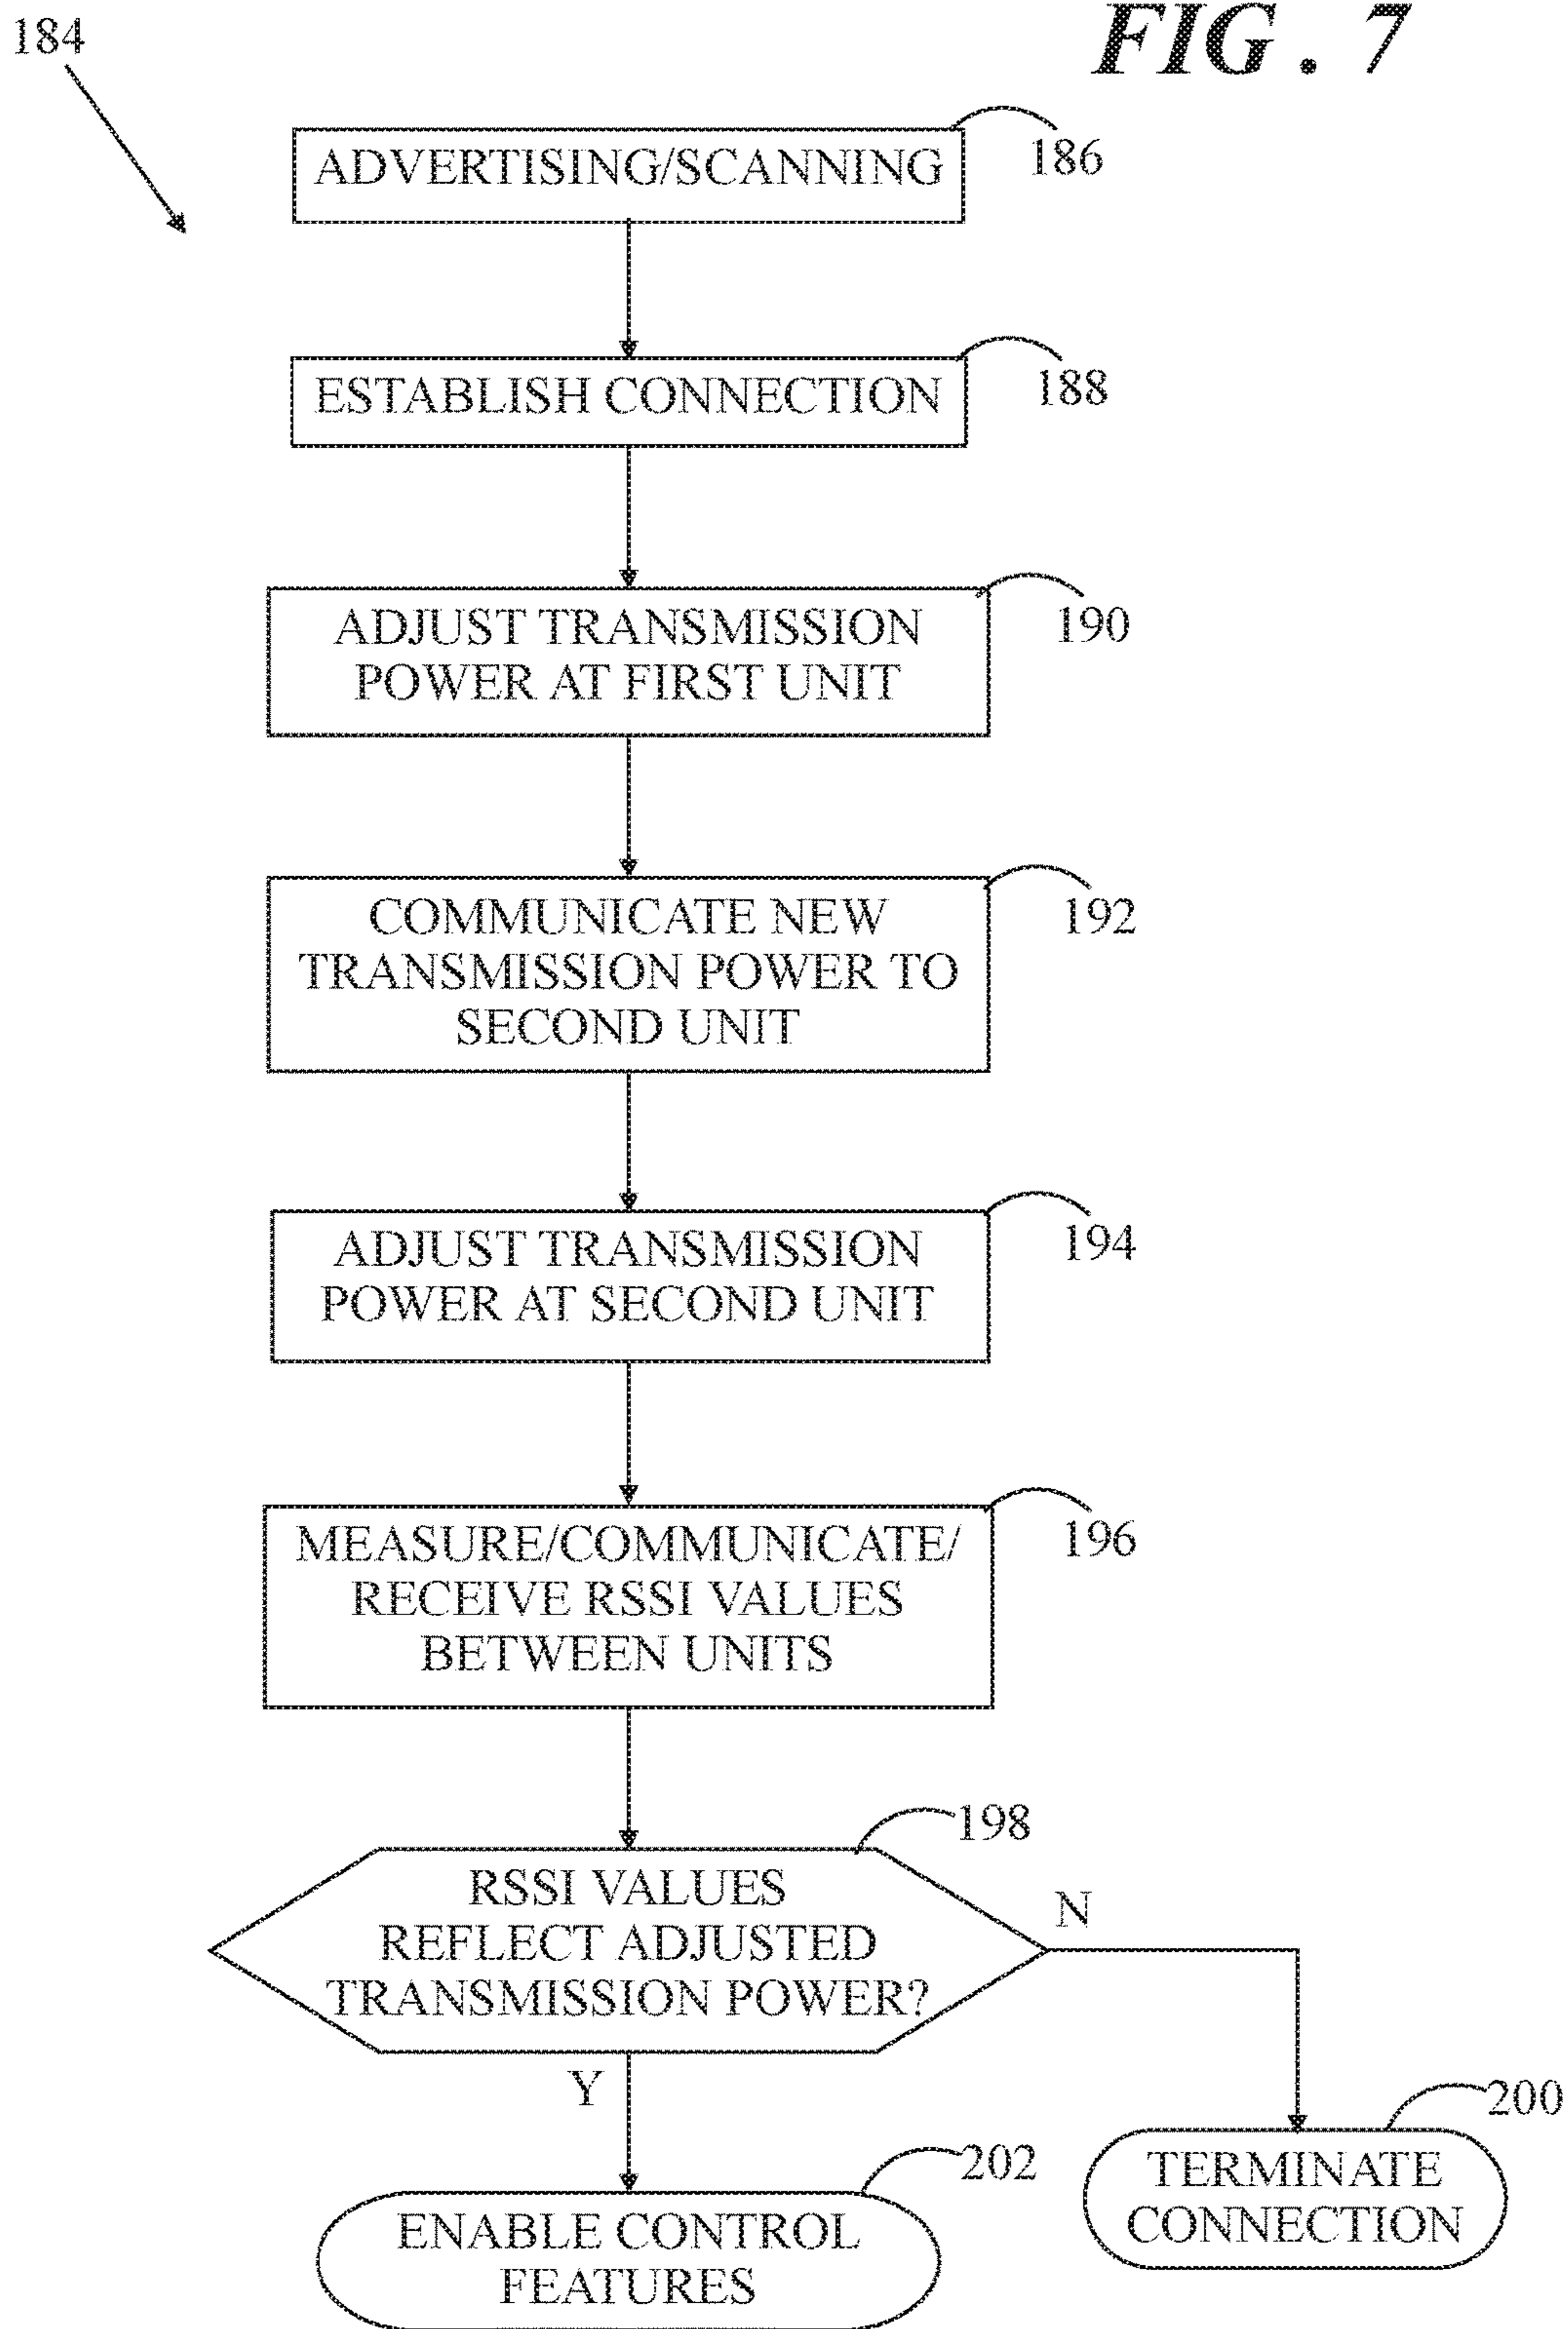 FIG. 7
184
ADVERTISING/SCANNING
186
ESTABLISH CONNECTION
188
ADJUST TRANSMISSION
POWER AT FIRST UNIT
190
COMMUNICATE NEW
TRANSMISSION POWER TO
SECOND UNIT
192
ADJUST TRANSMISSION
POWER AT SECOND UNIT
194
MEASURE/COMMUNICATE/
RECEIVE RSSI VALUES
BETWEEN UNITS
196
RSSI VALUES
REFLECT ADJUSTED
TRANSMISSION POWER?
198
N
Y
TERMINATE
CONNECTION
200
ENABLE CONTROL
FEATURES
202